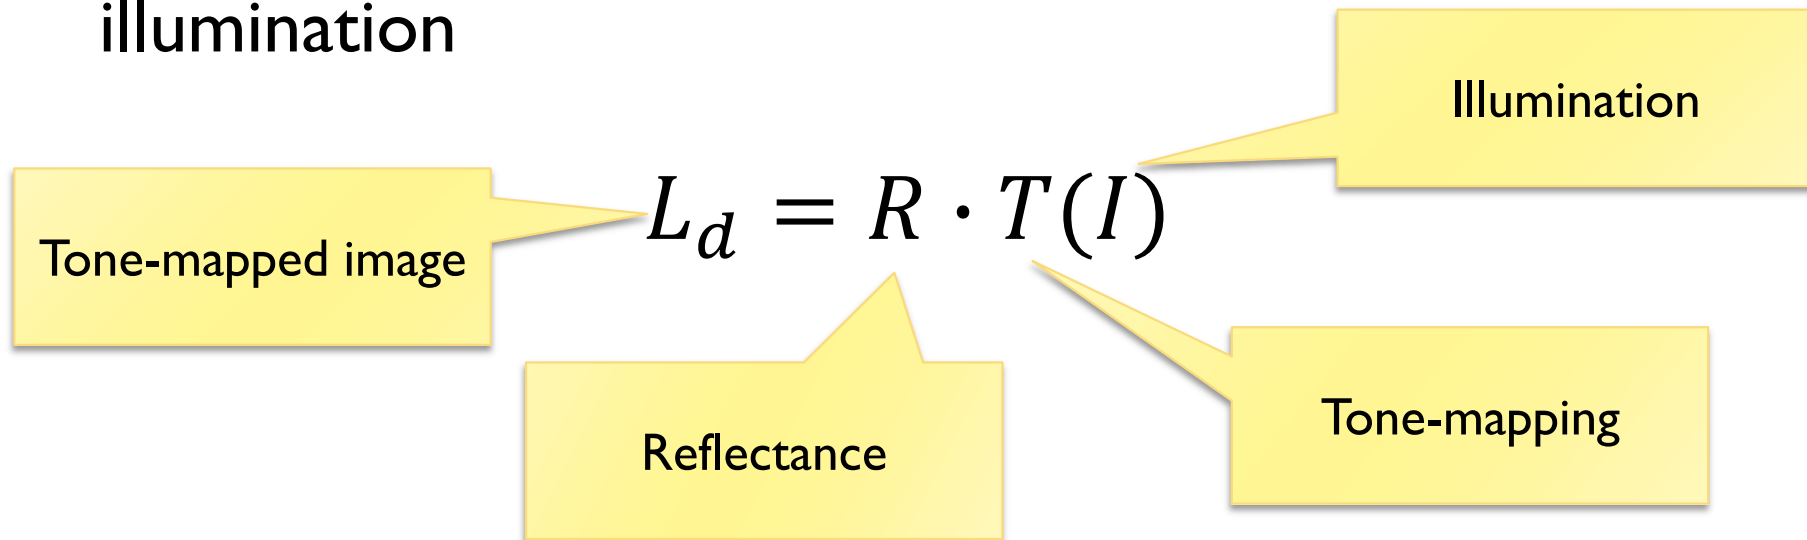 illumination
Illumination
L_d = R · T(I)
Tone-mapped image
Tone-mapping
Reflectance